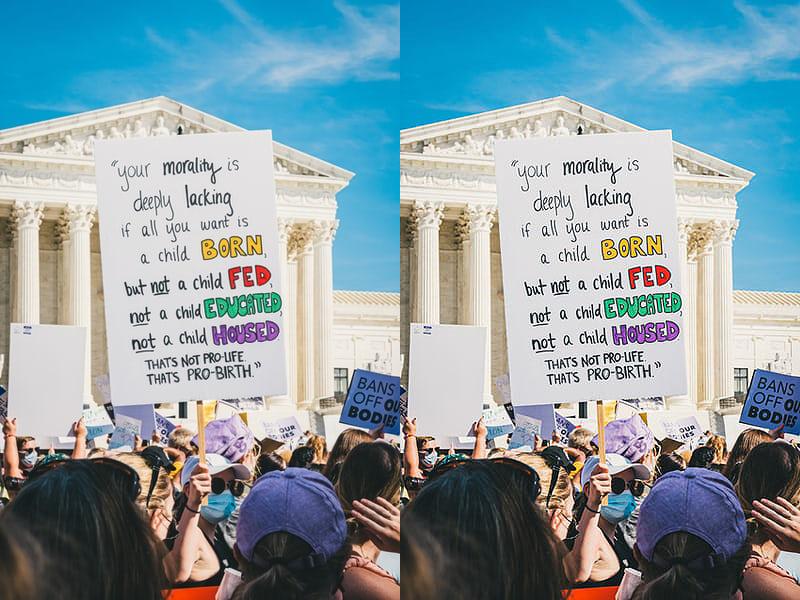 "your morality is
deeply lacking
if all you want is
a child BORN,
but not a child FED,
not a child EDUCATED,
not a child HOUSED
THAT'S NOT PRO-LIFE.
THAT'S PRO-BIRTH."
BANS
OFF OUR
BODIES
OUR
"your morality is
deeply lacking
if all you want is
a child BORN,
but not a child FED,
not a child EDUCATED,
not a child HOUSED
THAT'S NOT PRO-LIFE.
THAT'S PRO-BIRTH."
BANS
OFF OU
BODIES
OUR